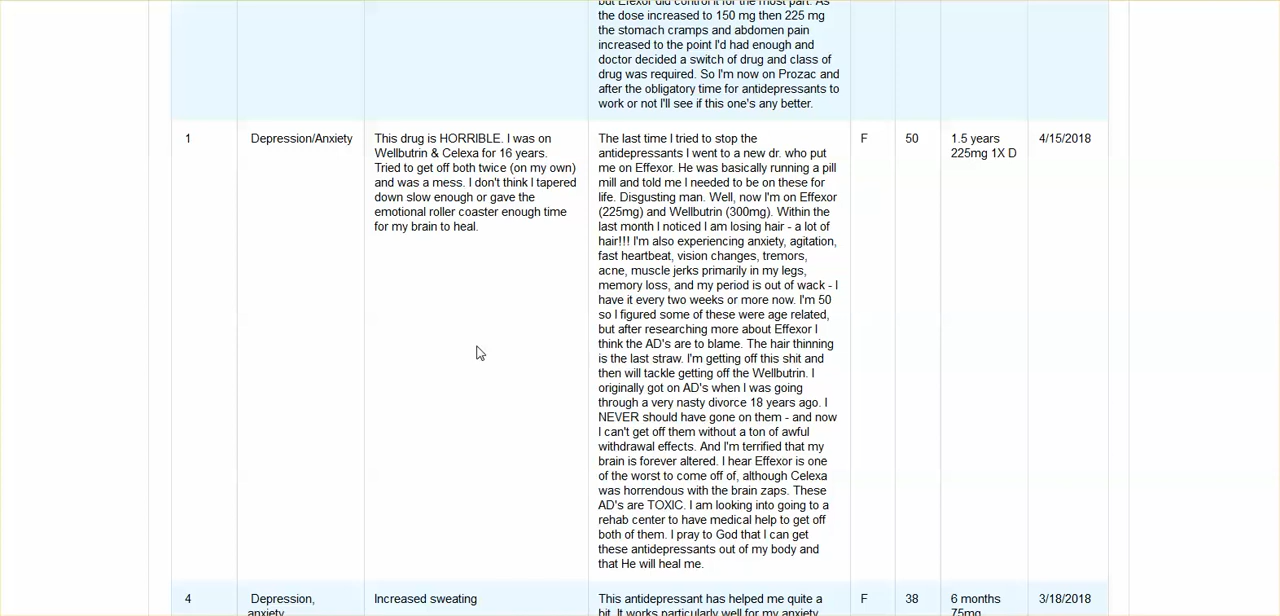 but Efexor did control it for the most part. As
the dose increased to 150 mg then 225 mg
the stomach cramps and abdomen pain
increased to the point I'd had enough and
doctor decided a switch of drug and class of
drug was required. So I'm now on Prozac and
after the obligatory time for antidepressants to
work or not I'll see if this one's any better.
1
Depression/Anxiety
This drug is HORRIBLE. I was on
Wellbutrin & Celexa for 16 years.
Tried to get off both twice (on my own)
and was a mess. I don't think I tapered
down slow enough or gave the
emotional roller coaster enough time
for my brain to heal.
The last time I tried to stop the
antidepressants I went to a new dr. who put
me on Effexor. He was basically running a pill
mill and told me I needed to be on these for
life. Disgusting man. Well, now I'm on Effexor
(225mg) and Wellbutrin (300mg). Within the
last month I noticed I am losing hair - a lot of
hair!!! I'm also experiencing anxiety, agitation,
fast heartbeat, vision changes, tremors,
acne, muscle jerks primarily in my legs,
memory loss, and my period is out of wack - I
have it every two weeks or more now. I'm 50
so I figured some of these were age related,
but after researching more about Effexor I
think the AD's are to blame. The hair thinning
is the last straw. I'm getting off this shit and
then will tackle getting off the Wellbutrin. I
originally got on AD's when I was going
through a very nasty divorce 18 years ago. I
NEVER should have gone on them - and now
I can't get off them without a ton of awful
withdrawal effects. And I'm terrified that my
brain is forever altered. I hear Effexor is one
of the worst to come off of, although Celexa
was horrendous with the brain zaps. These
AD's are TOXIC. I am looking into going to a
rehab center to have medical help to get off
both of them. I pray to God that I can get
these antidepressants out of my body and
that He will heal me.
F
50
1.5 years
225mg 1X D
4/15/2018
4
Depression,
anxiety
Increased sweating
This antidepressant has helped me quite a
bit. It works particularly well for my anxiety
F
38
6 months
75mg
3/18/2018